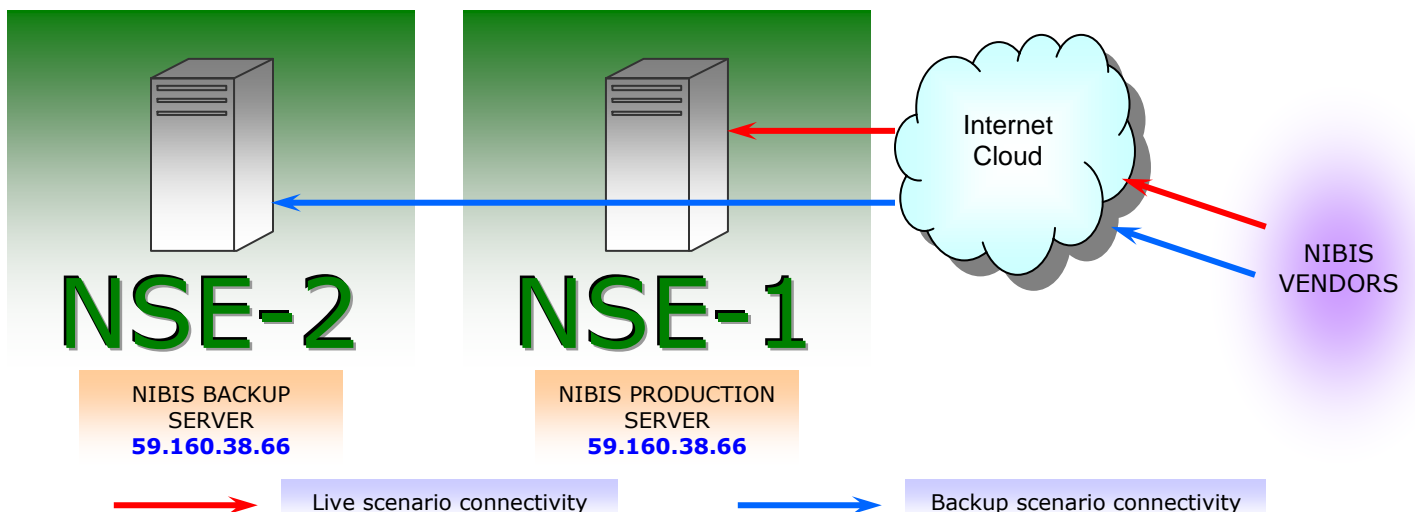 Internet
Cloud
NIBIS
VENDORS
NSE-2
NSE-1
NIBIS BACKUP
SERVER
59.160.38.66
NIBIS PRODUCTION
SERVER
59.160.38.66
Live scenario connectivity
Backup scenario connectivity